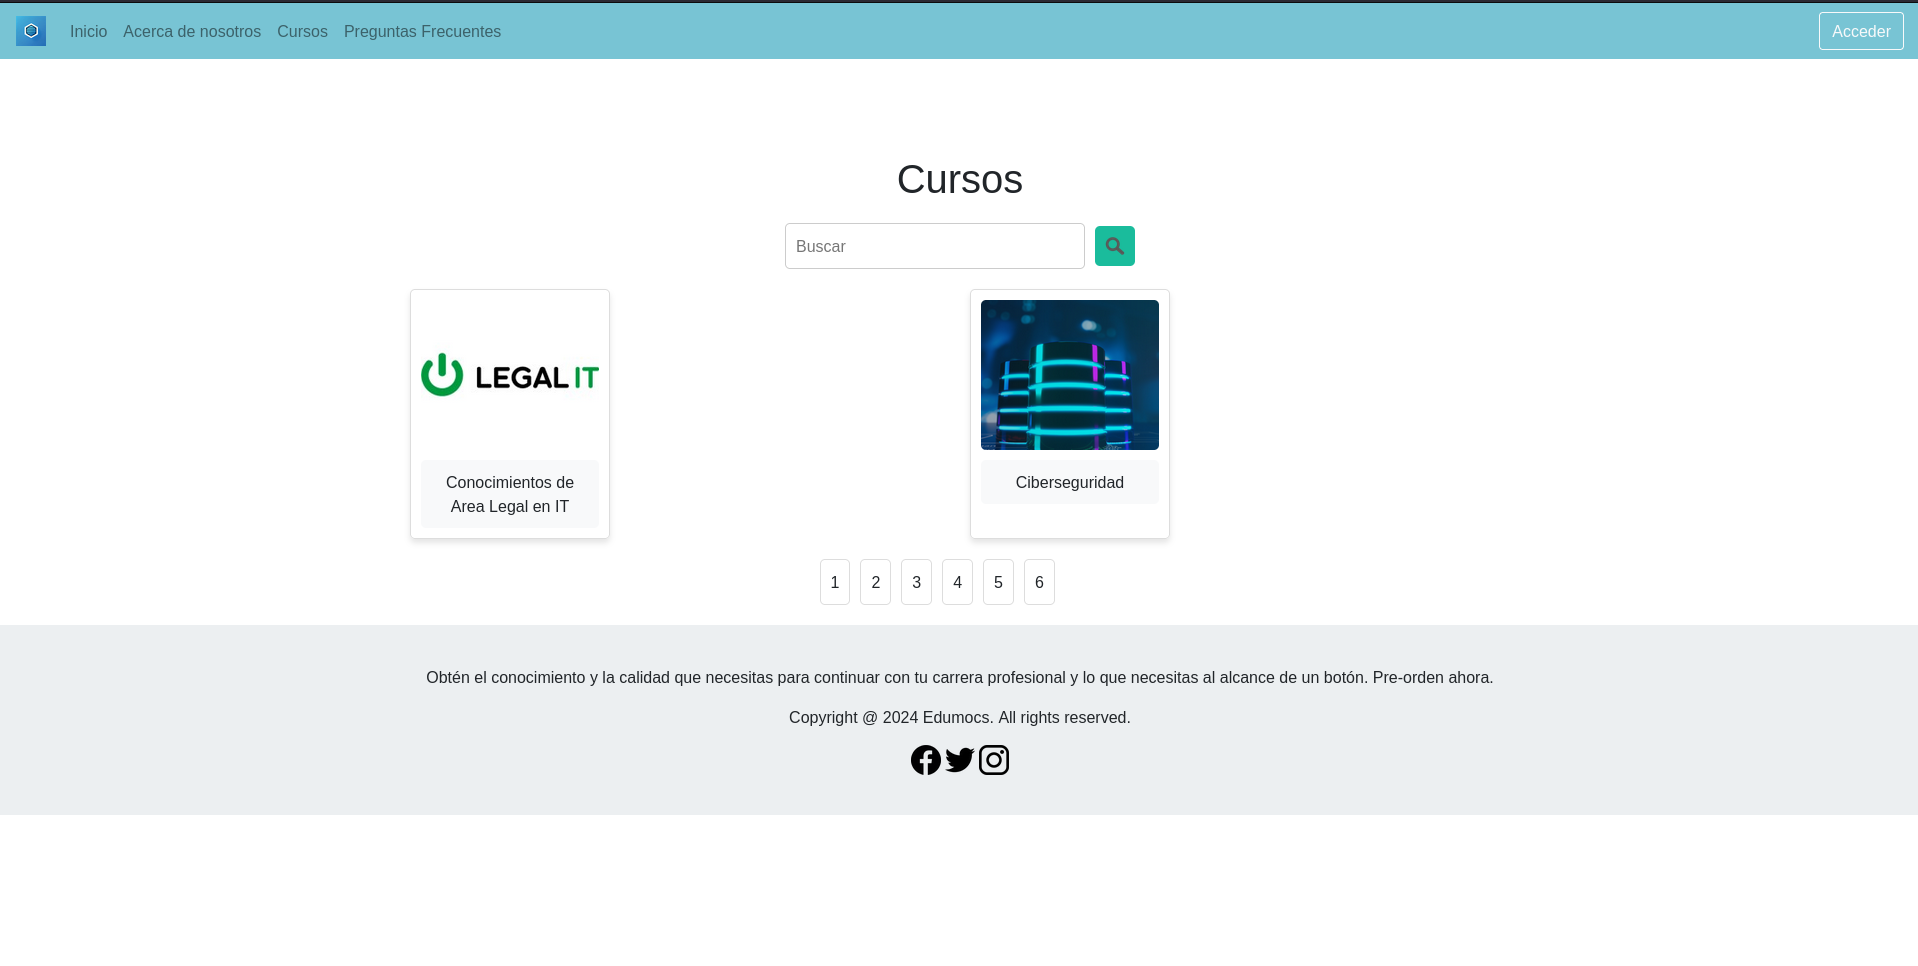 Inicio Acerca de nosotros Cursos Preguntas Frecuentes Acceder
Cursos
Buscar
LEGAL IT
Conocimientos de
Area Legal en IT
Ciberseguridad
1 2 3 4 5 6
Obtén el conocimiento y la calidad que necesitas para continuar con tu carrera profesional y lo que necesitas al alcance de un botón. Pre-orden ahora.
Copyright @ 2024 Edumocs. All rights reserved.